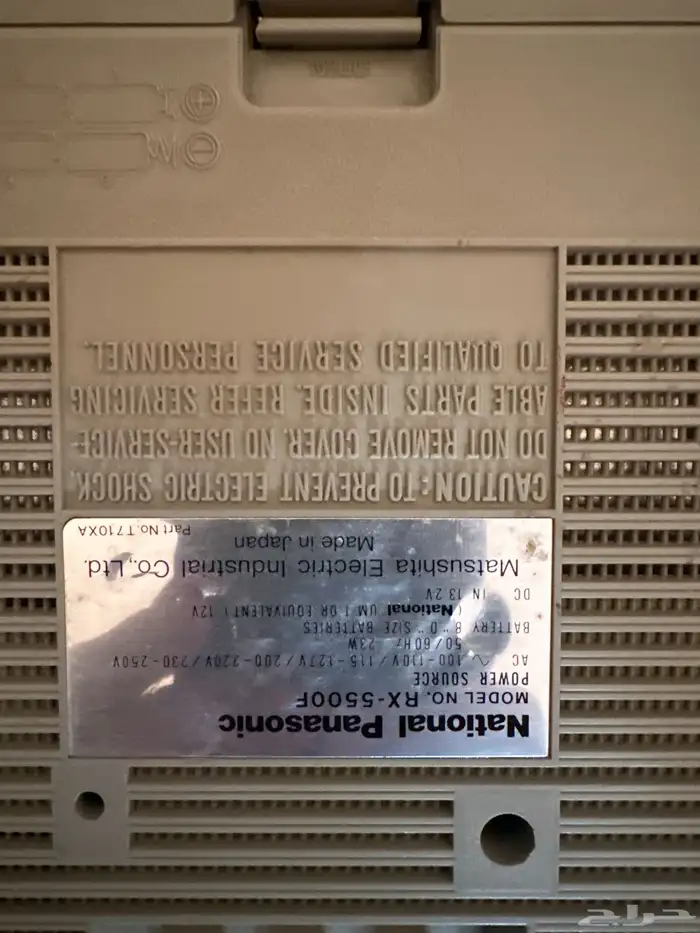 National Panasonic
MODEL NO. RX-5500F
POWER SOURCE
AC ∿ 100-110V/115-127V/200-220V/230-250V
50/60Hz 23W
BATTERY 8 "D" SIZE BATTERIES
(National UM 1 OR EQUIVALENT) 12V
DC IN 13.2V
Matsushita Electric Industrial Co., Ltd.
Made in Japan
Part No. T710XA
CAUTION: TO PREVENT ELECTRIC SHOCK,
DO NOT REMOVE COVER. NO USER-SERVICE-
ABLE PARTS INSIDE. REFER SERVICING
TO QUALIFIED SERVICE PERSONNEL.
حراج